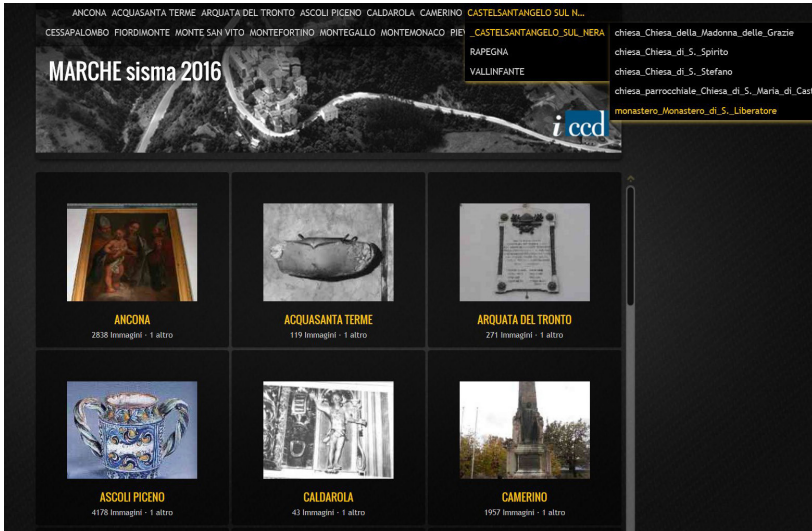 ANCONA ACQUASANTA TERME ARQUATA DEL TRONTO ASCOLI PICENO CALDAROLA CAMERINO CASTELSANTANGELO SUL N...
CESSAPALOMBO FIORDIMONTE MONTE SAN VITO MONTEFORTINO MONTEGALLO MONTEMONACO PIEV
_CASTELSANTANGELO_SUL_NERA
RAPEGNA
VALLINFANTE
chiesa_Chiesa_della_Madonna_delle_Grazie
chiesa_Chiesa_di_S._Spirito
chiesa_Chiesa_di_S._Stefano
chiesa_parrocchiale_Chiesa_di_S._Maria_di_Cast
monastero_Monastero_di_S._Liberatore
MARCHE sisma 2016
iccd
ANCONA
2838 Immagini - 1 altro
ACQUASANTA TERME
119 Immagini - 1 altro
ARQUATA DEL TRONTO
271 Immagini - 1 altro
ASCOLI PICENO
4178 Immagini - 1 altro
CALDAROLA
43 Immagini - 1 altro
CAMERINO
1957 Immagini - 1 altro